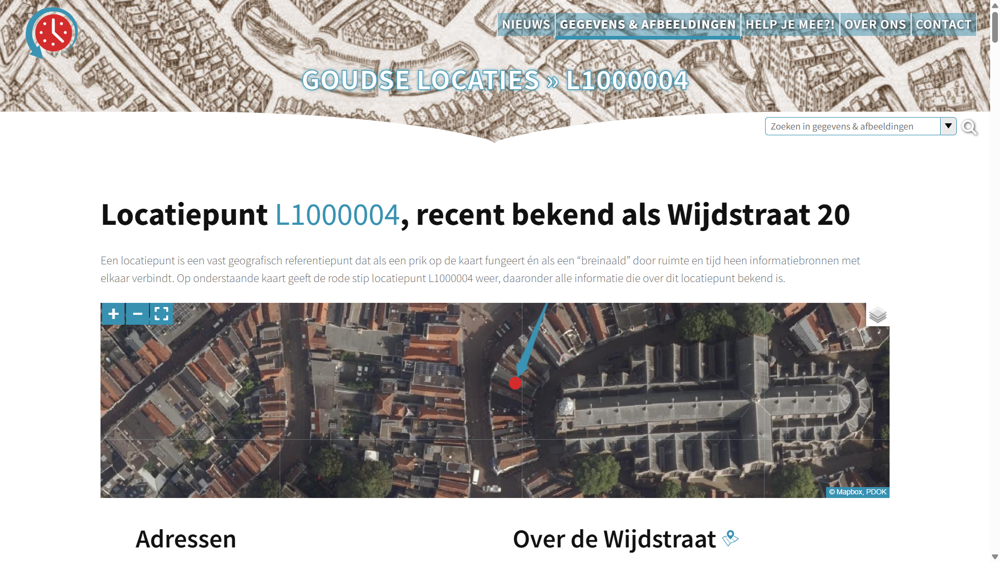 NIEUWS
GEGEVENS & AFBEELDINGEN
HELP JE MEE?!
OVER ONS
CONTACT
GOUDSE LOCATIES » L1000004
Zoeken in gegevens & afbeeldingen
Locatiepunt L1000004, recent bekend als Wijdstraat 20
Een locatiepunt is een vast geografisch referentiepunt dat als een prik op de kaart fungeert én als een “breinaald” door ruimte en tijd heen informatiebronnen met
elkaar verbindt. Op onderstaande kaart geeft de rode stip locatiepunt L1000004 weer, daaronder alle informatie die over dit locatiepunt bekend is.
© Mapbox, PDOK
Adressen
Over de Wijdstraat